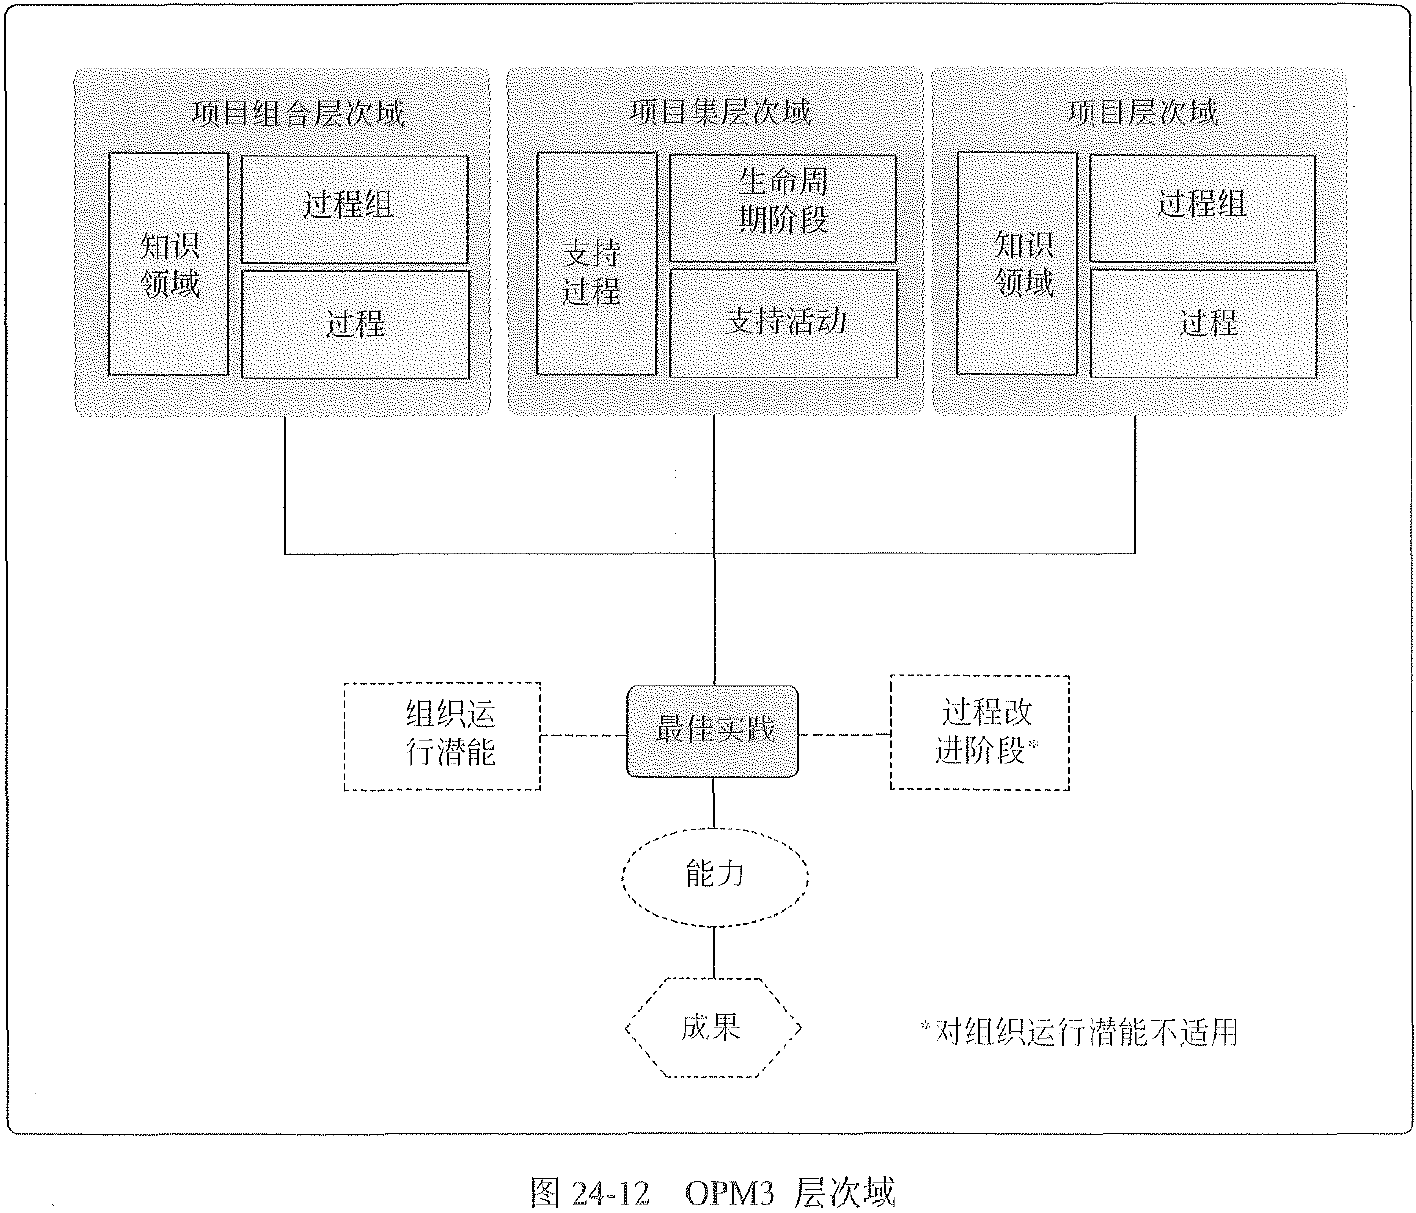 项目组合层次域
知识
领域
过程组
过程
项目集层次域
支持
过程
生命周
期阶段
支持活动
项目层次域
知识
领域
过程组
过程
组织运
行潜能
最佳实践
过程改
进阶段*
能力
成果
*对组织运行潜能不适用
图 24-12 OPM3 层次域